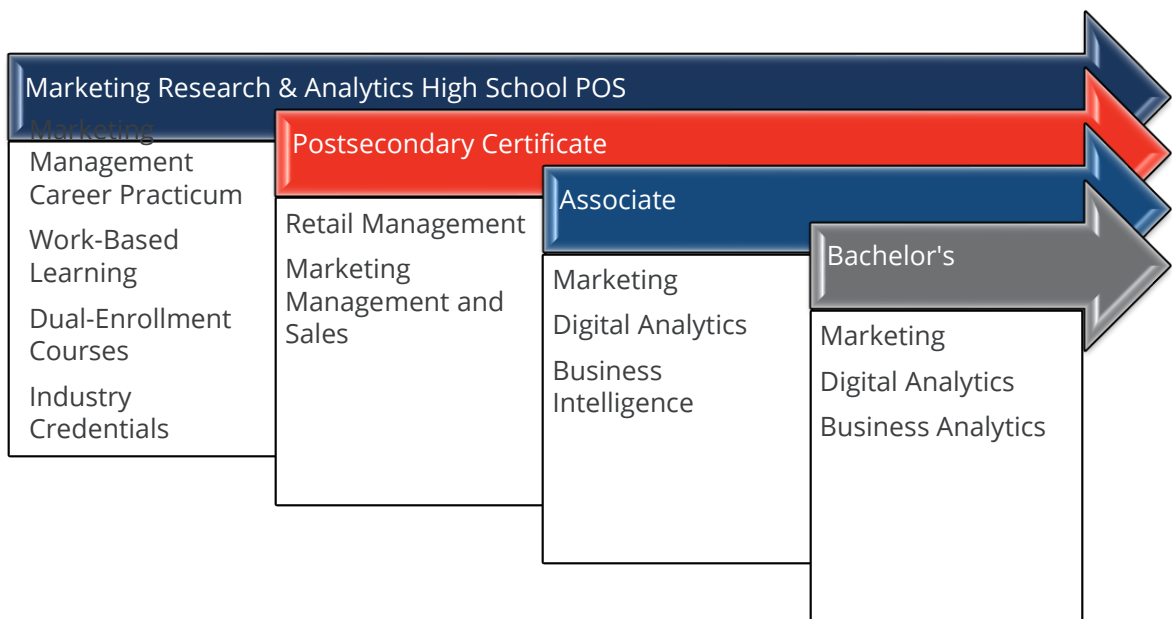 Marketing Research & Analytics High School POS
Marketing
Management
Career Practicum
Work-Based
Learning
Dual-Enrollment
Courses
Industry
Credentials
Postsecondary Certificate
Retail Management
Marketing
Management and
Sales
Associate
Marketing
Digital Analytics
Business
Intelligence
Bachelor's
Marketing
Digital Analytics
Business Analytics